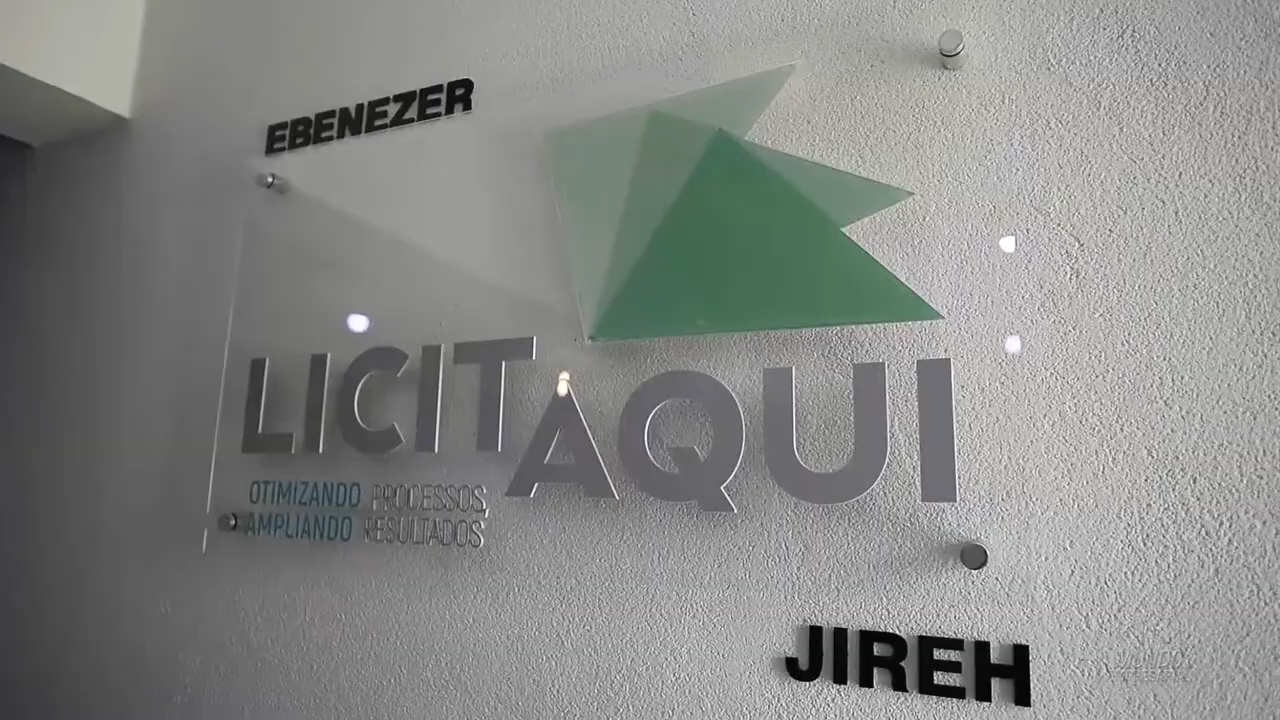 EBENEZER
LICITAQUI
OTIMIZANDO PROCESSOS,
AMPLIANDO RESULTADOS
JIREH